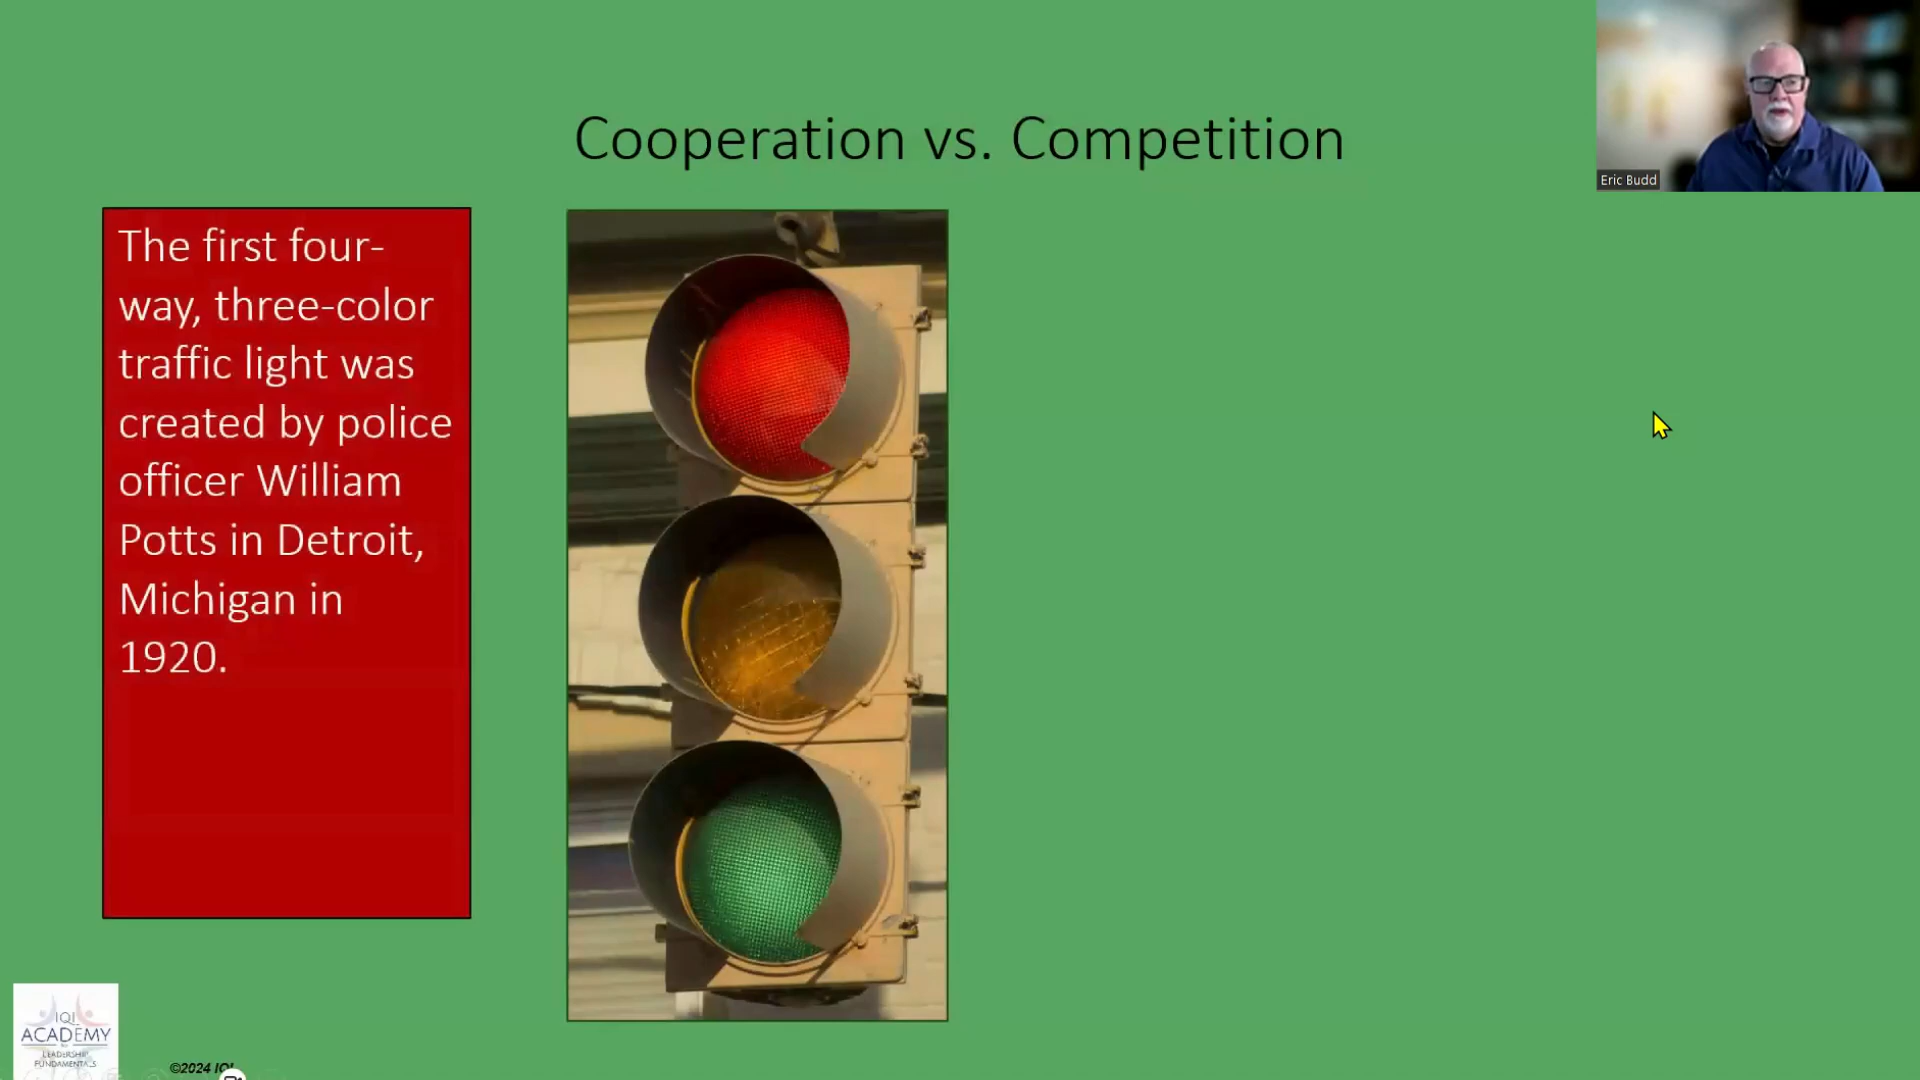 Cooperation vs. Competition
Eric Budd
The first four-
way, three-color
traffic light was
created by police
officer William
Potts in Detroit,
Michigan in
1920.
IQI
ACADEMY
LEADERSHIP
FUNDAMENTALS
©2024 IQI